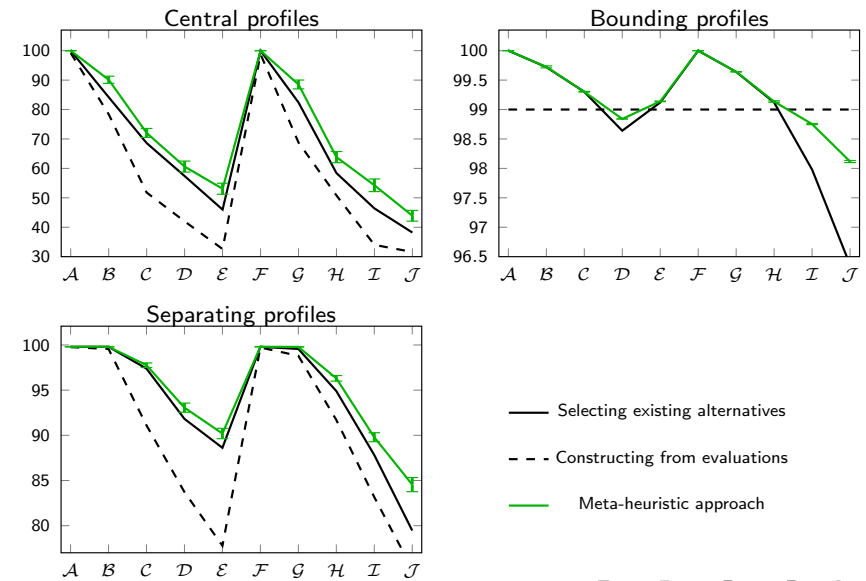 Central profiles
100
90
80
70
60
50
40
30
𝒜 ℬ 𝒞 𝒟 ℰ ℱ 𝒢 ℋ ℐ 𝒥
Bounding profiles
100
99.5
99
98.5
98
97.5
97
96.5
𝒜 ℬ 𝒞 𝒟 ℰ ℱ 𝒢 ℋ ℐ 𝒥
Separating profiles
100
95
90
85
80
𝒜 ℬ 𝒞 𝒟 ℰ ℱ 𝒢 ℋ ℐ 𝒥
Selecting existing alternatives
Constructing from evaluations
Meta-heuristic approach